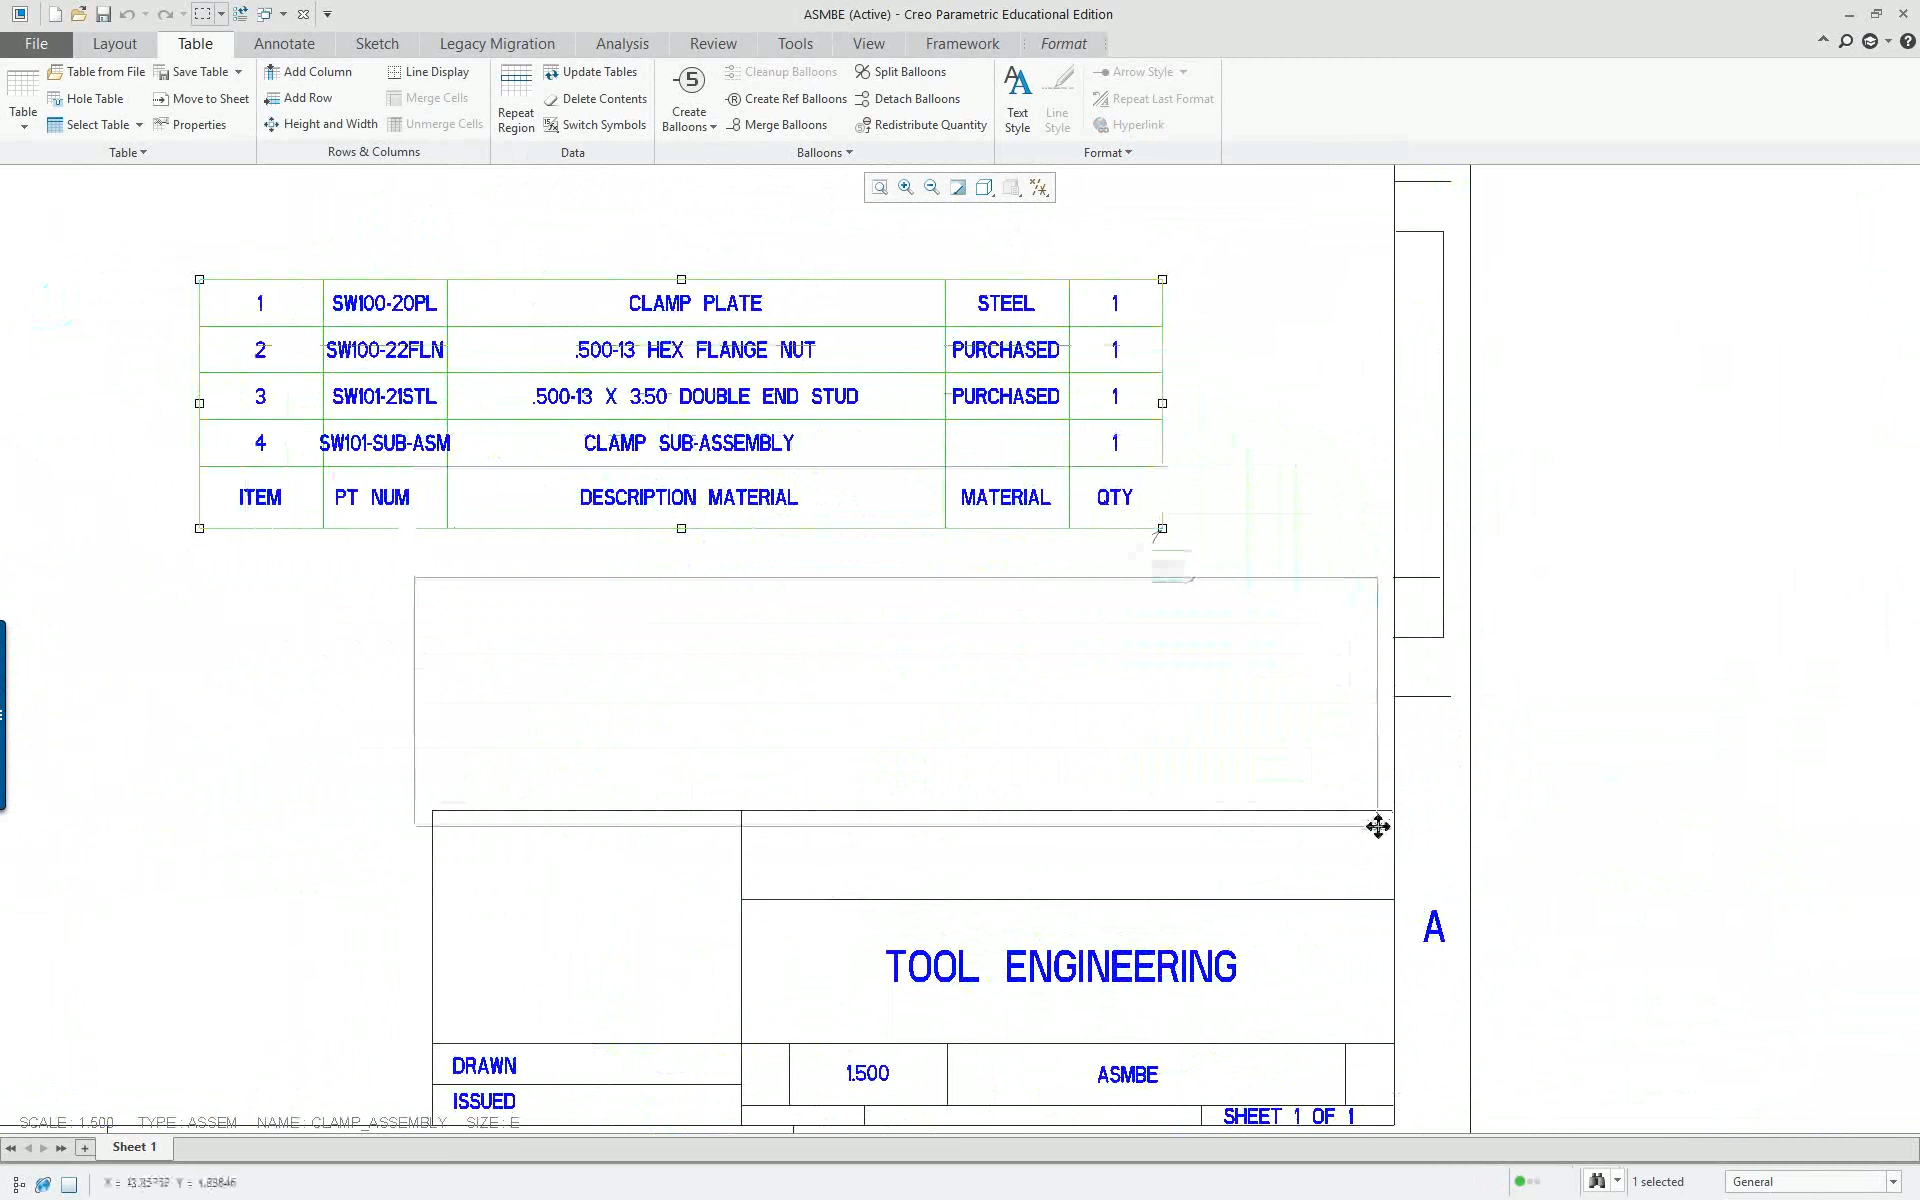 ASMBE (Active) - Creo Parametric Educational Edition
File Layout Table Annotate Sketch Legacy Migration Analysis Review Tools View Framework Format
Table from File Save Table Add Column Line Display Update Tables Cleanup Balloons Split Balloons Arrow Style
Hole Table Move to Sheet Add Row Merge Cells Delete Contents Create Ref Balloons Detach Balloons Repeat Last Format
Table Select Table Properties Height and Width Unmerge Cells Repeat Region Switch Symbols Create Balloons Merge Balloons Redistribute Quantity Text Style Line Style Hyperlink
Table Rows & Columns Data Balloons Format
1 SW100-20PL CLAMP PLATE STEEL 1
2 SW100-22FLN .500-13 HEX FLANGE NUT PURCHASED 1
3 SW101-21STL .500-13 X 3.50 DOUBLE END STUD PURCHASED 1
4 SW101-SUB-ASM CLAMP SUB-ASSEMBLY 1
ITEM PT NUM DESCRIPTION MATERIAL MATERIAL QTY
A
TOOL ENGINEERING
DRAWN 1.500 ASMBE
ISSUED
SHEET 1 OF 1
SCALE : 1.500 TYPE : ASSEM NAME : CLAMP_ASSEMBLY SIZE : E
Sheet 1
1 selected General